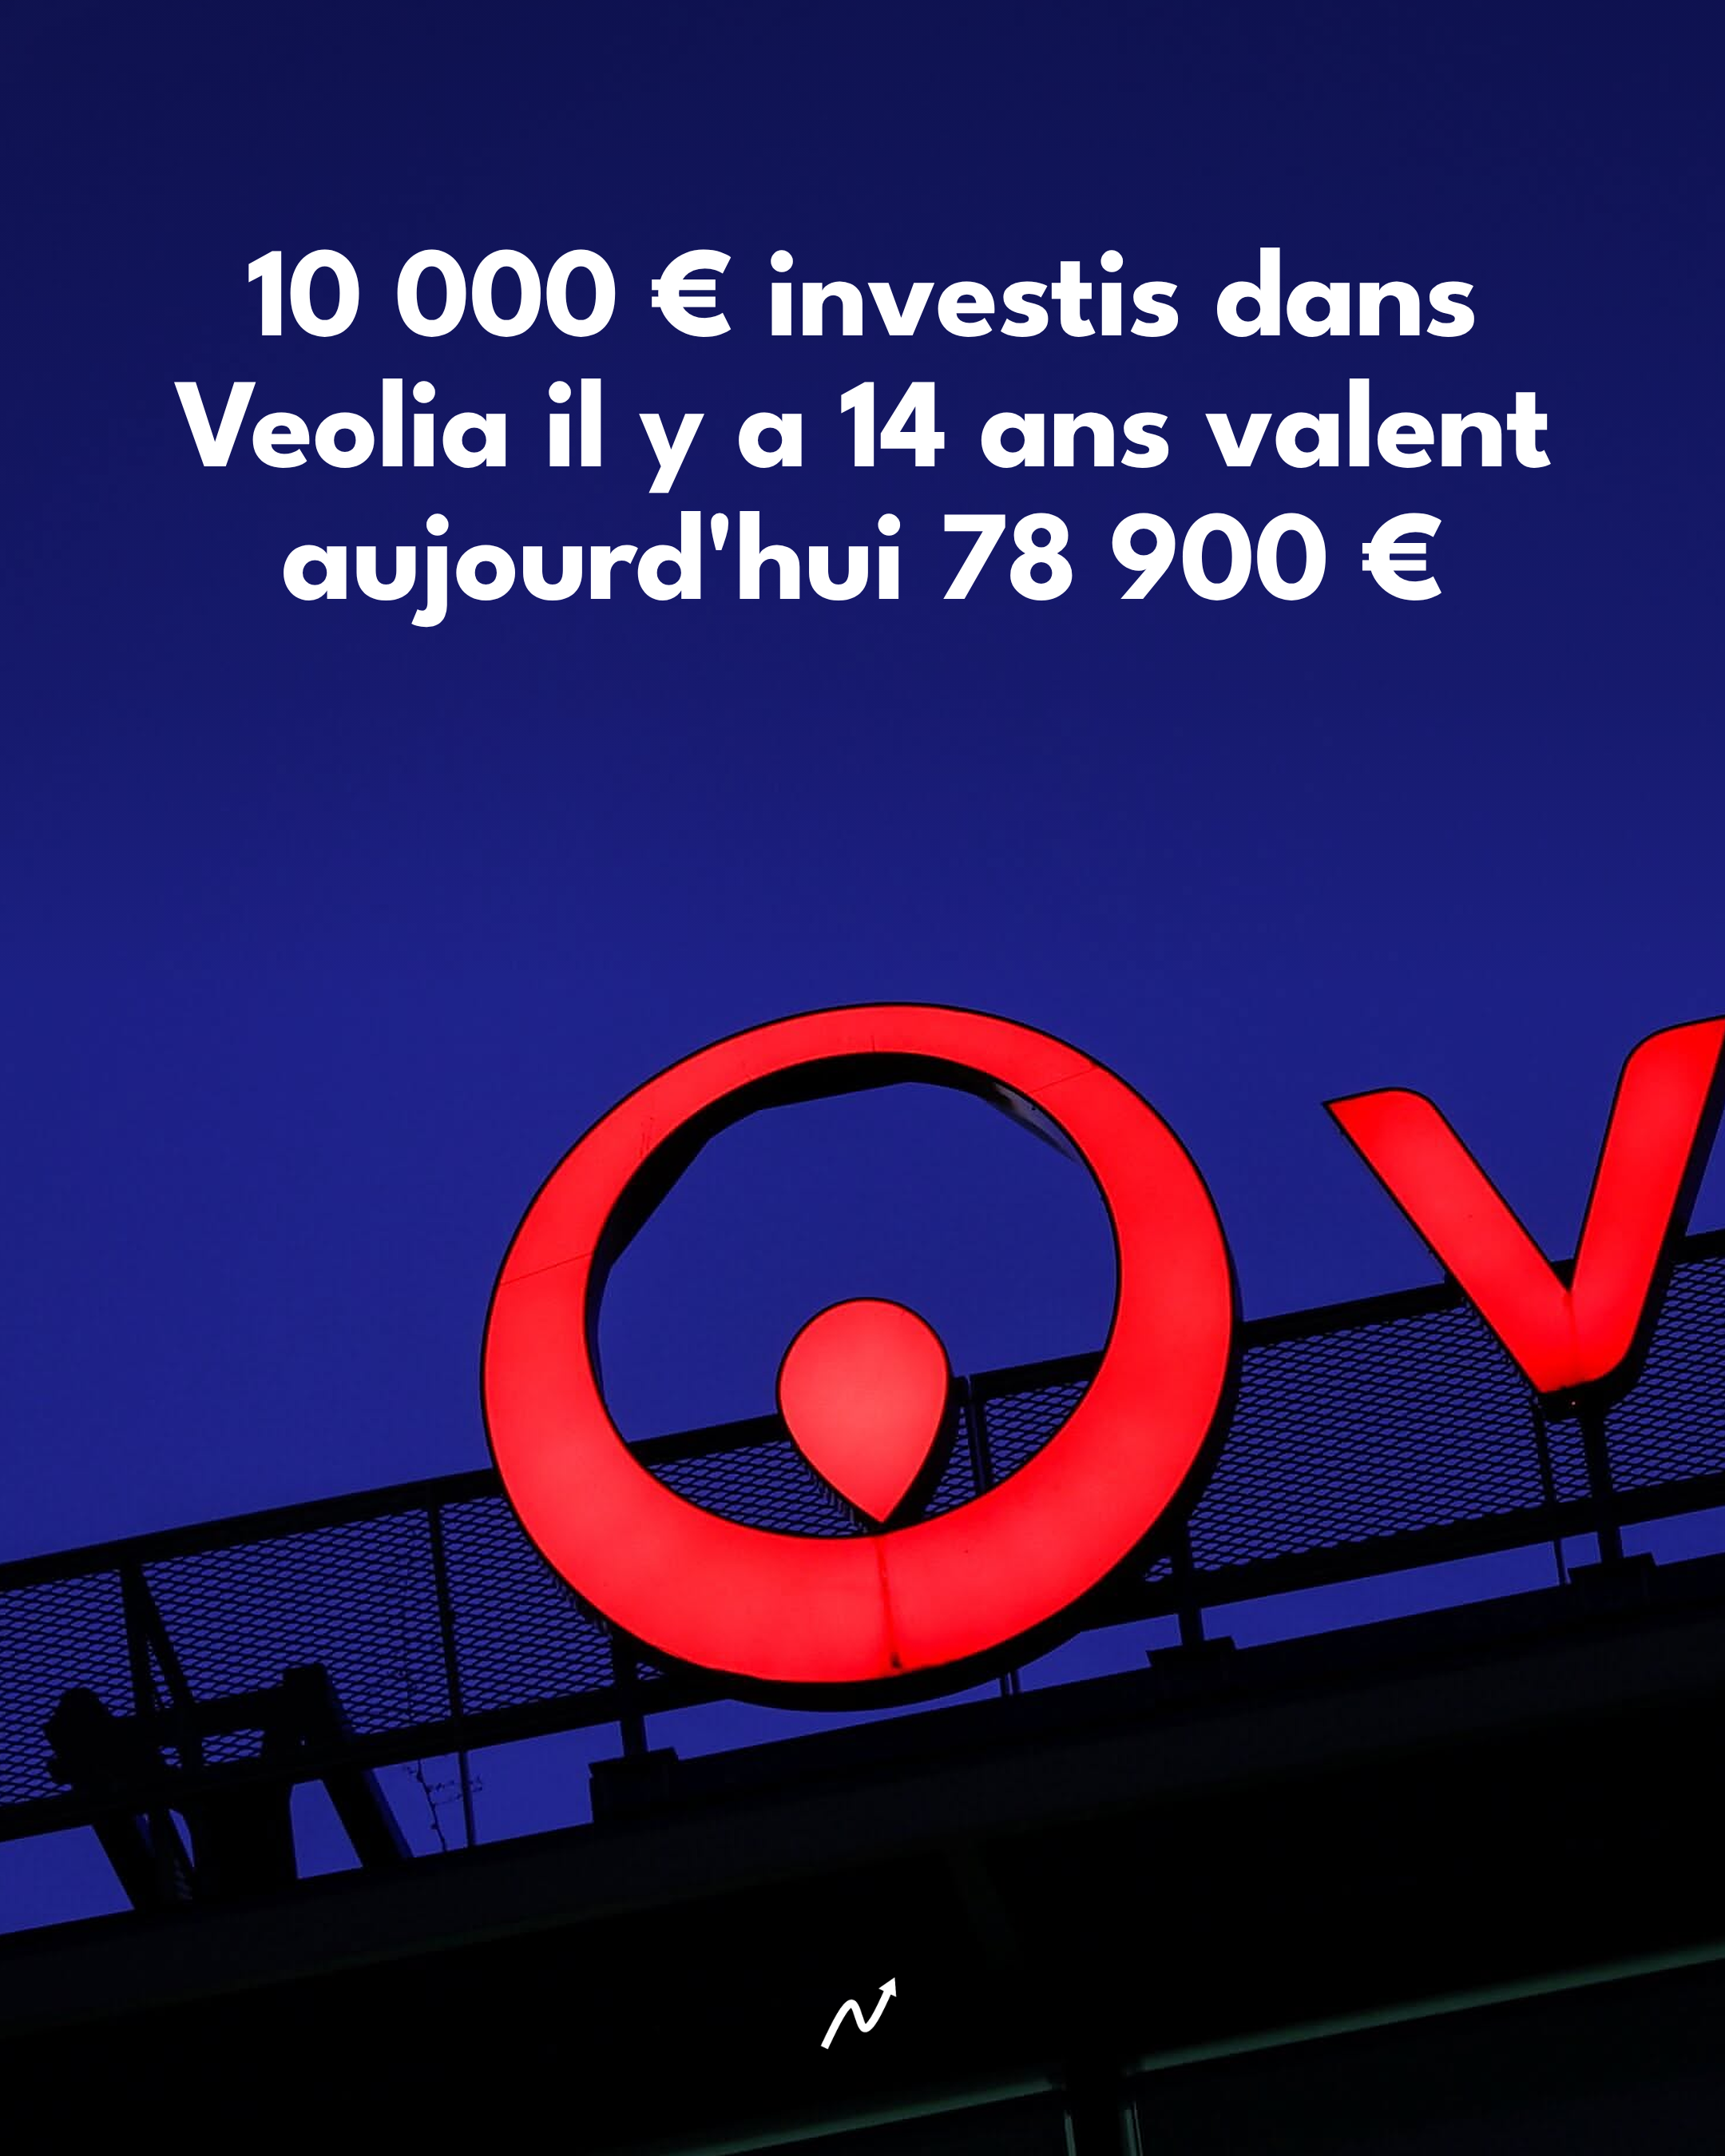 10 000 € investis dans
Veolia il y a 14 ans valent
aujourd'hui 78 900 €
V